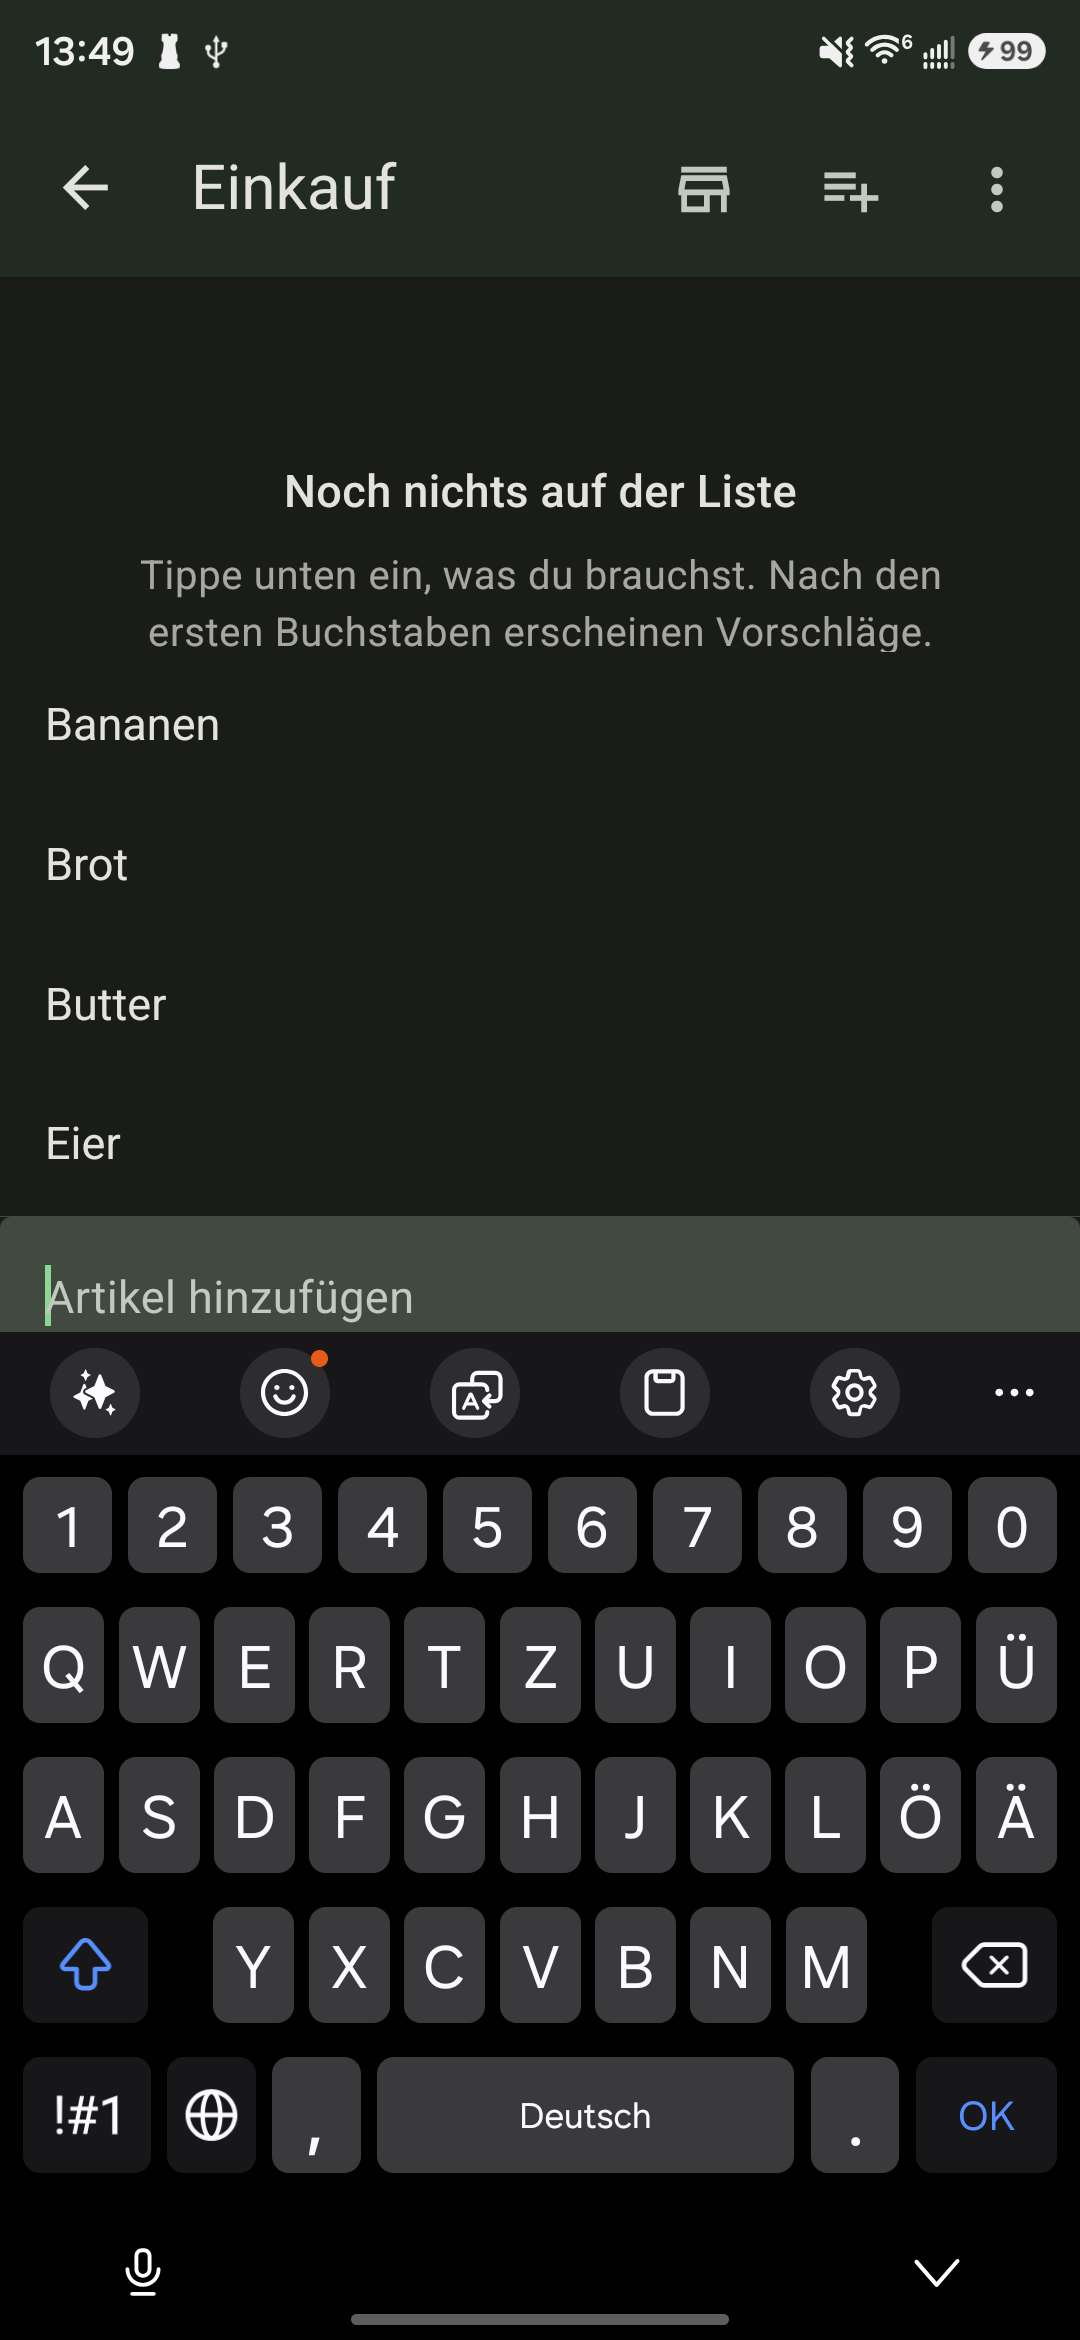 13:49
6
99
Einkauf
Noch nichts auf der Liste
Tippe unten ein, was du brauchst. Nach den
ersten Buchstaben erscheinen Vorschläge.
Bananen
Brot
Butter
Eier
Artikel hinzufügen
A
1 2 3 4 5 6 7 8 9 0
Q W E R T Z U I O P Ü
A S D F G H J K L Ö Ä
Y X C V B N M
!#1 , Deutsch . OK